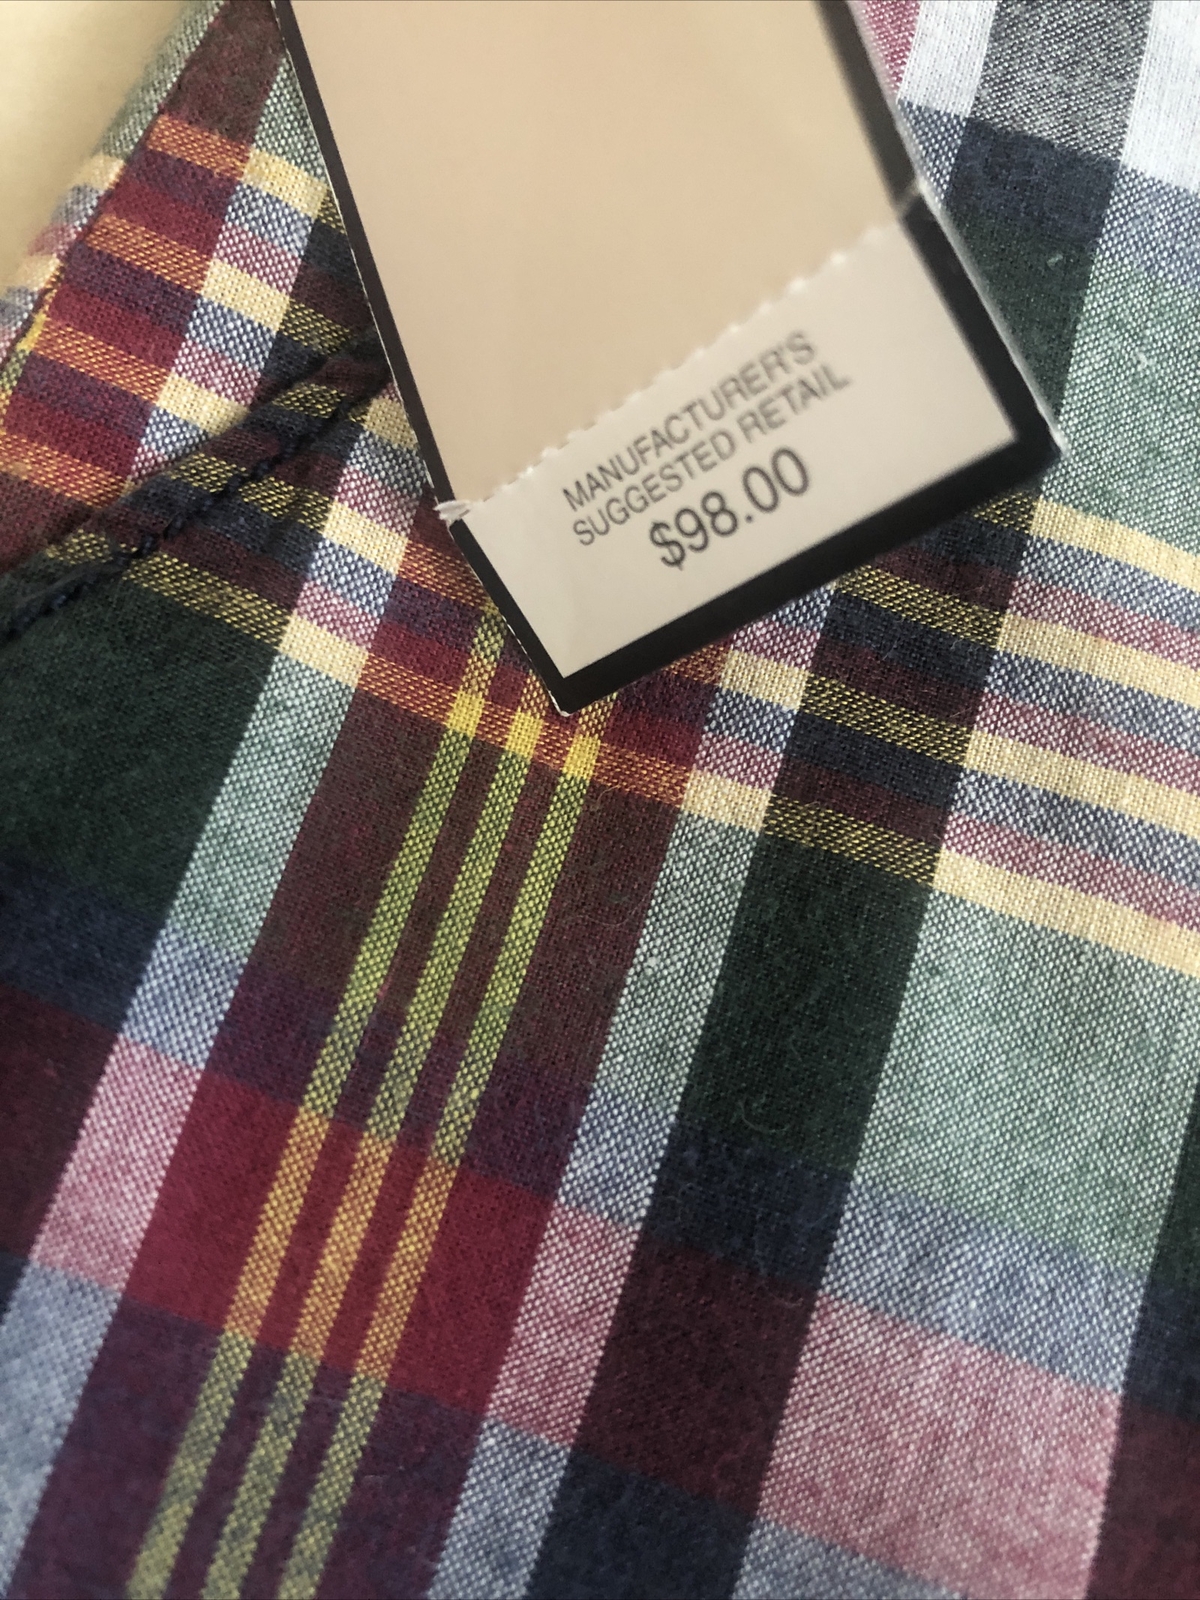 MANUFACTURER'S
SUGGESTED RETAIL
$98.00